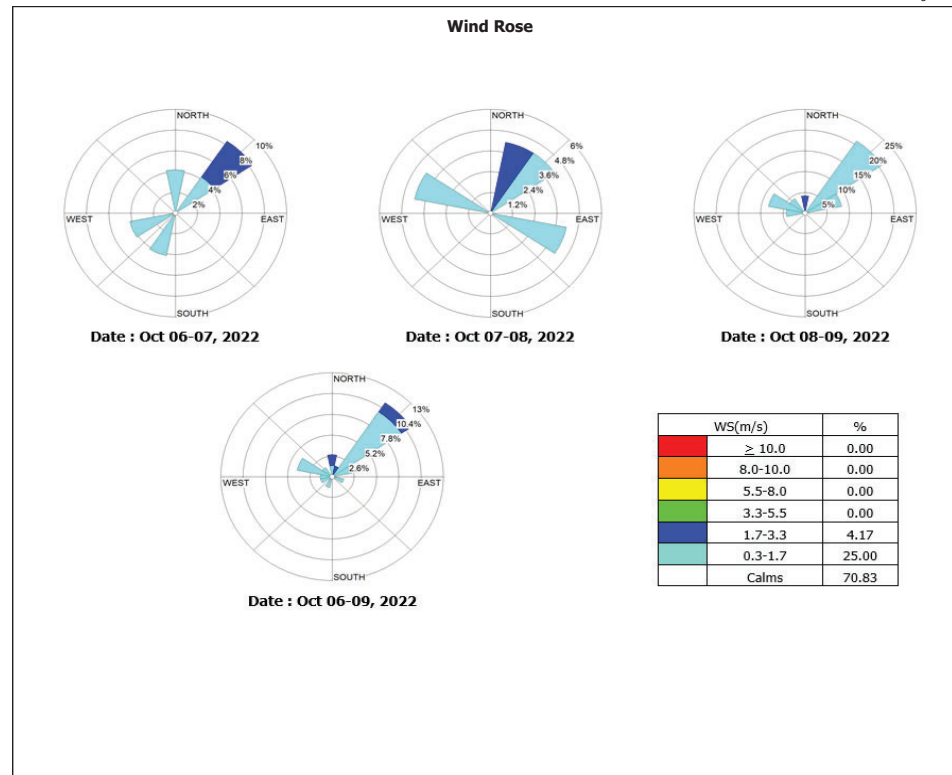 Wind Rose
NORTH
10%
8%
6%
4%
2%
WEST
EAST
SOUTH
Date : Oct 06-07, 2022
NORTH
6%
4.8%
3.6%
2.4%
1.2%
WEST
EAST
SOUTH
Date : Oct 07-08, 2022
NORTH
25%
20%
15%
10%
5%
WEST
EAST
SOUTH
Date : Oct 08-09, 2022
NORTH
13%
10.4%
7.8%
5.2%
2.6%
WEST
EAST
SOUTH
Date : Oct 06-09, 2022
WS(m/s) %
≥ 10.0 0.00
8.0-10.0 0.00
5.5-8.0 0.00
3.3-5.5 0.00
1.7-3.3 4.17
0.3-1.7 25.00
Calms 70.83